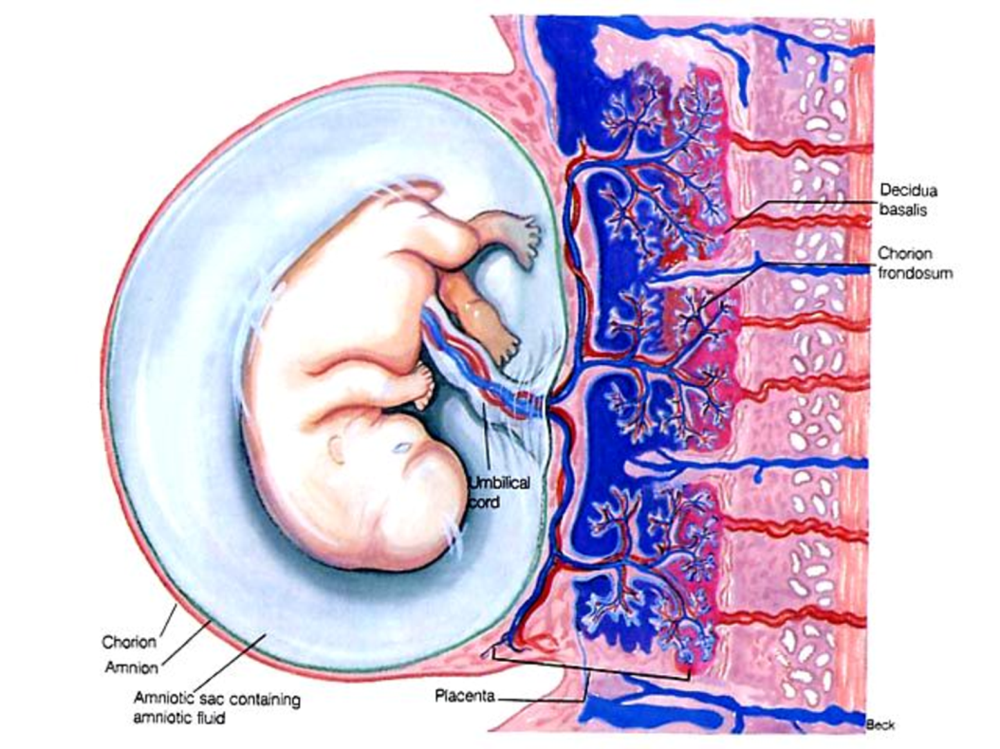 Decidua
basalis
Chorion
frondosum
Umbilical
cord
Chorion
Amnion
Amniotic sac containing
amniotic fluid
Placenta
Beck